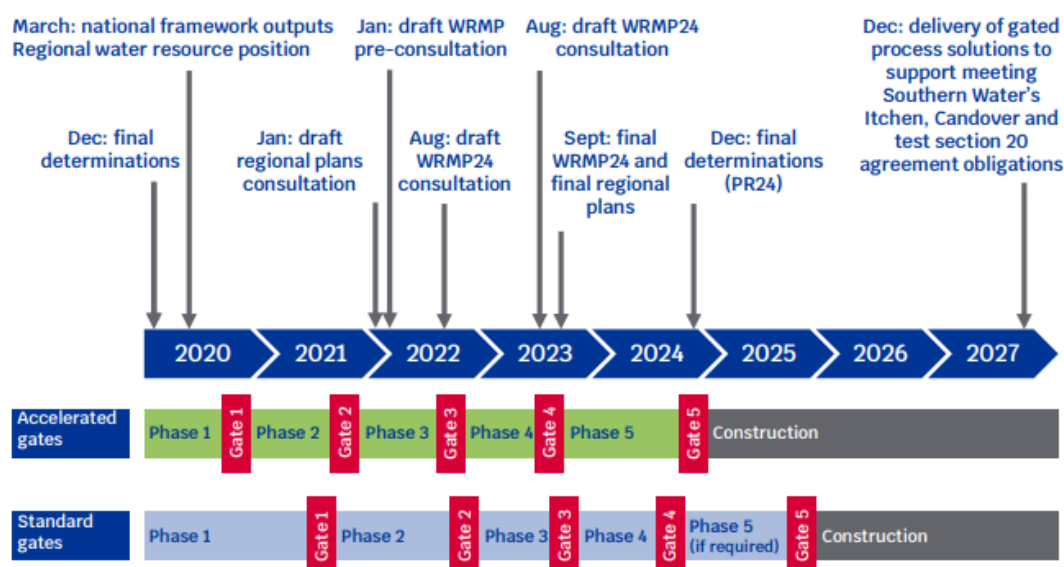 March: national framework outputs
Regional water resource position
Jan: draft WRMP
pre-consultation
Aug: draft WRMP24
consultation
Dec: delivery of gated
process solutions to
support meeting
Southern Water's
Itchen, Candover and
test section 20
agreement obligations
Dec: final
determinations
Jan: draft
regional plans
consultation
Aug: draft
WRMP24
consultation
Sept: final
WRMP24 and
final regional
plans
Dec: final
determinations
(PR24)
2020
2021
2022
2023
2024
2025
2026
2027
Accelerated
gates
Phase 1
Gate 1
Phase 2
Gate 2
Phase 3
Gate 3
Phase 4
Gate 4
Phase 5
Gate 5
Construction
Standard
gates
Phase 1
Gate 1
Phase 2
Gate 2
Phase 3
Gate 3
Phase 4
Gate 4
Phase 5
(if required)
Gate 5
Construction